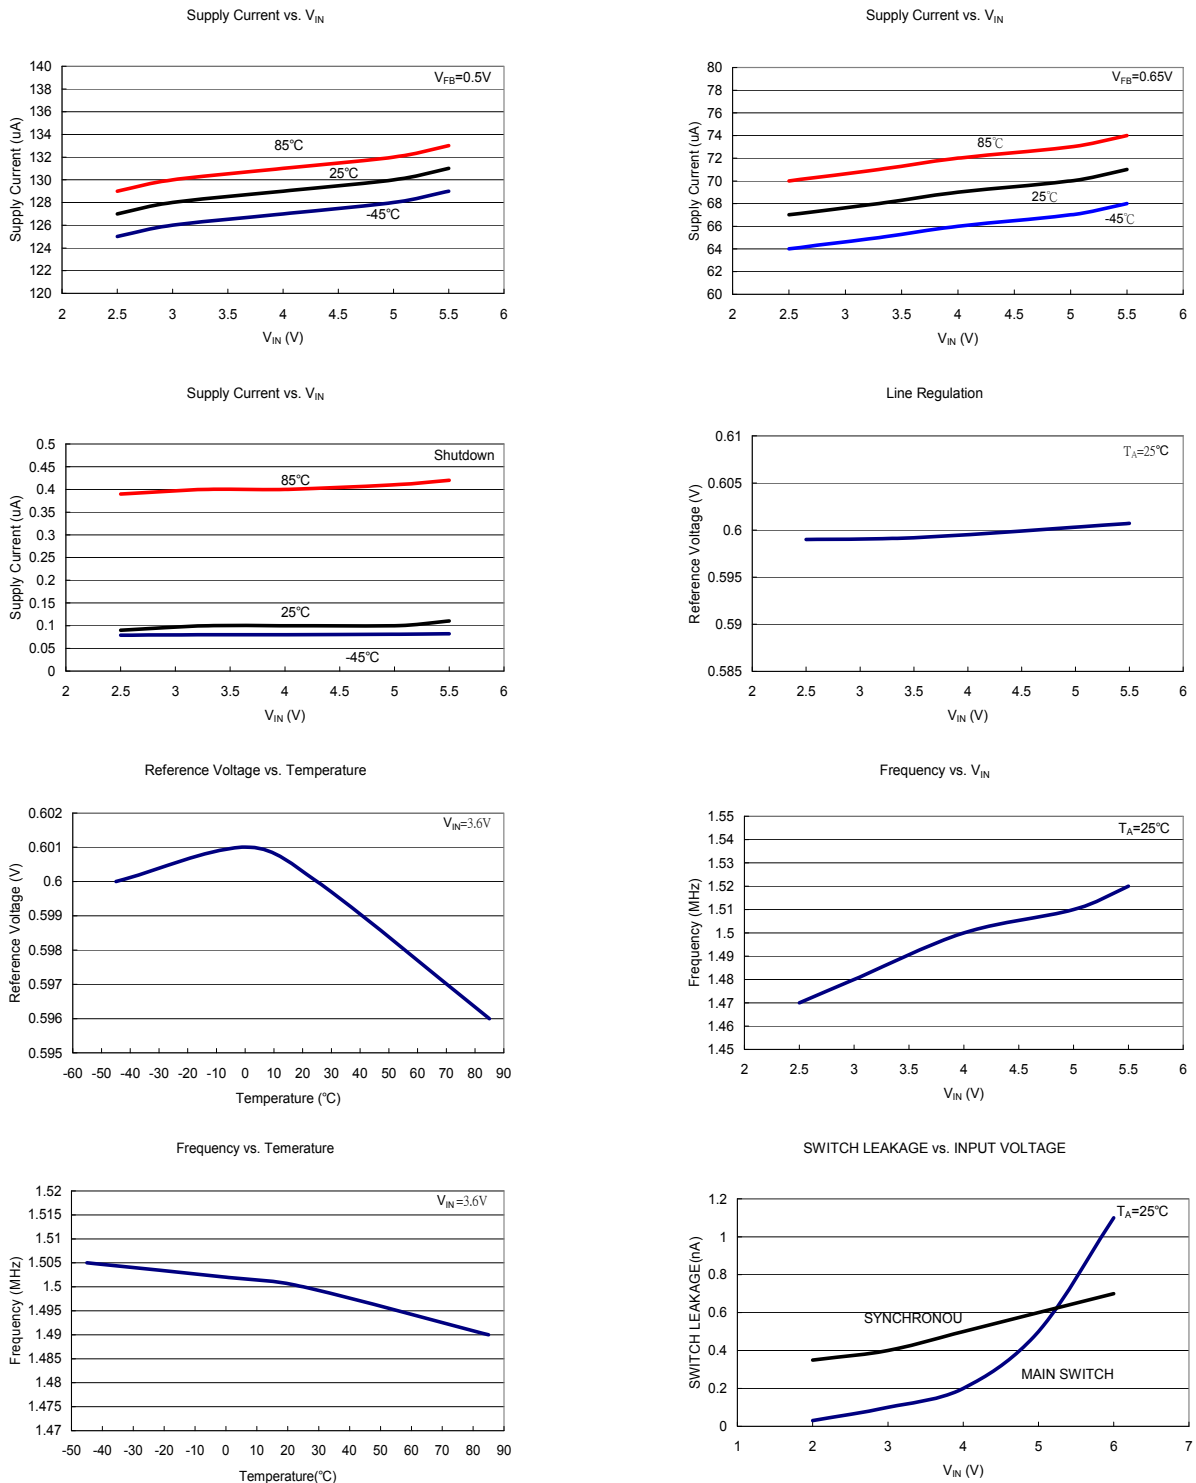 Supply Current vs. VIN
Supply Current (uA)
140
138
136
134
132
130
128
126
124
122
120
VFB=0.5V
85℃
25℃
-45℃
2 2.5 3 3.5 4 4.5 5 5.5 6
VIN (V)
Supply Current vs. VIN
Supply Current (uA)
80
78
76
74
72
70
68
66
64
62
60
VFB=0.65V
85℃
25℃
-45℃
2 2.5 3 3.5 4 4.5 5 5.5 6
VIN (V)
Supply Current vs. VIN
Supply Current (uA)
0.5
0.45
0.4
0.35
0.3
0.25
0.2
0.15
0.1
0.05
0
Shutdown
85℃
25℃
-45℃
2 2.5 3 3.5 4 4.5 5 5.5 6
VIN (V)
Line Regulation
Reference Voltage (V)
0.61
0.605
0.6
0.595
0.59
0.585
TA=25℃
2 2.5 3 3.5 4 4.5 5 5.5 6
VIN (V)
Reference Voltage vs. Temperature
Reference Voltage (V)
0.602
0.601
0.6
0.599
0.598
0.597
0.596
0.595
VIN=3.6V
-60 -50 -40 -30 -20 -10 0 10 20 30 40 50 60 70 80 90
Temperature (℃)
Frequency vs. VIN
Frequency (MHz)
1.55
1.54
1.53
1.52
1.51
1.5
1.49
1.48
1.47
1.46
1.45
TA=25℃
2 2.5 3 3.5 4 4.5 5 5.5 6
VIN (V)
Frequency vs. Temerature
Frequency (MHz)
1.52
1.515
1.51
1.505
1.5
1.495
1.49
1.485
1.48
1.475
1.47
VIN=3.6V
-50 -40 -30 -20 -10 0 10 20 30 40 50 60 70 80 90
Temperature(℃)
SWITCH LEAKAGE vs. INPUT VOLTAGE
SWITCH LEAKAGE(nA)
1.2
1
0.8
0.6
0.4
0.2
0
TA=25℃
SYNCHRONOU
MAIN SWITCH
1 2 3 4 5 6 7
VIN (V)